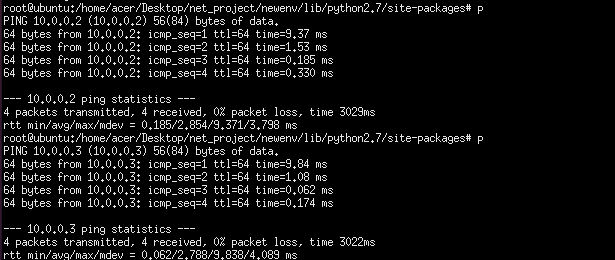 root@ubuntu:/home/acer/Desktop/net_project/newenv/lib/python2.7/site-packages# p
PING 10.0.0.2 (10.0.0.2) 56(84) bytes of data.
64 bytes from 10.0.0.2: icmp_seq=1 ttl=64 time=9.37 ms
64 bytes from 10.0.0.2: icmp_seq=2 ttl=64 time=1.53 ms
64 bytes from 10.0.0.2: icmp_seq=3 ttl=64 time=0.185 ms
64 bytes from 10.0.0.2: icmp_seq=4 ttl=64 time=0.330 ms
--- 10.0.0.2 ping statistics ---
4 packets transmitted, 4 received, 0% packet loss, time 3029ms
rtt min/avg/max/mdev = 0.185/2.854/9.371/3.798 ms
root@ubuntu:/home/acer/Desktop/net_project/newenv/lib/python2.7/site-packages# p
PING 10.0.0.3 (10.0.0.3) 56(84) bytes of data.
64 bytes from 10.0.0.3: icmp_seq=1 ttl=64 time=9.84 ms
64 bytes from 10.0.0.3: icmp_seq=2 ttl=64 time=1.08 ms
64 bytes from 10.0.0.3: icmp_seq=3 ttl=64 time=0.062 ms
64 bytes from 10.0.0.3: icmp_seq=4 ttl=64 time=0.174 ms
--- 10.0.0.3 ping statistics ---
4 packets transmitted, 4 received, 0% packet loss, time 3022ms
rtt min/avg/max/mdev = 0.062/2.788/9.838/4.089 ms